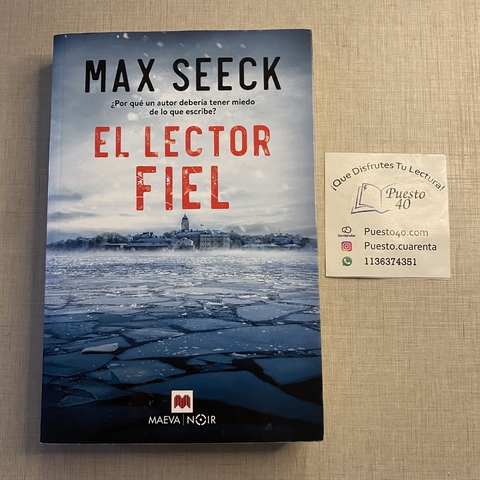 MAX SEECK
¿Por qué un autor debería tener miedo
de lo que escribe?
EL LECTOR
FIEL
MAEVA | NOIR
¡Que Disfrutes Tu Lectura!
Puesto
40
Puesto40.com
Puesto.cuarenta
1136374351